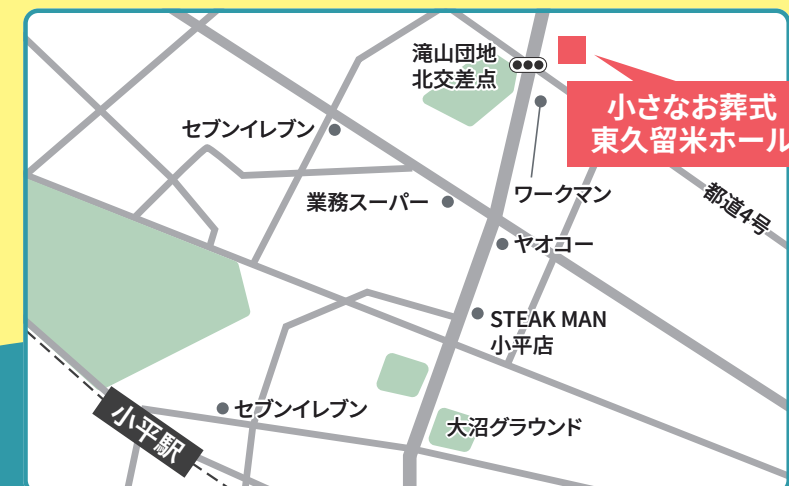 滝山団地
北交差点
小さなお葬式
東久留米ホール
セブンイレブン
業務スーパー
ワークマン
都道4号
ヤオコー
STEAK MAN
小平店
セブンイレブン
小平駅
大沼グラウンド